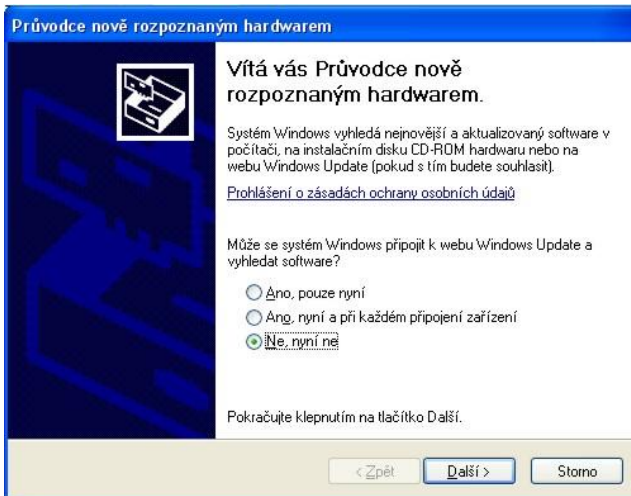 Průvodce nově rozpoznaným hardwarem
Vítá vás Průvodce nově
rozpoznaným hardwarem.
Systém Windows vyhledá nejnovější a aktualizovaný software v
počítači, na instalačním disku CD-ROM hardwaru nebo na
webu Windows Update (pokud s tím budete souhlasit).
Prohlášení o zásadách ochrany osobních údajů
Může se systém Windows připojit k webu Windows Update a
vyhledat software?
Ano, pouze nyní
Ano, nyní a při každém připojení zařízení
Ne, nyní ne
Pokračujte klepnutím na tlačítko Další.
< Zpět
Další >
Storno